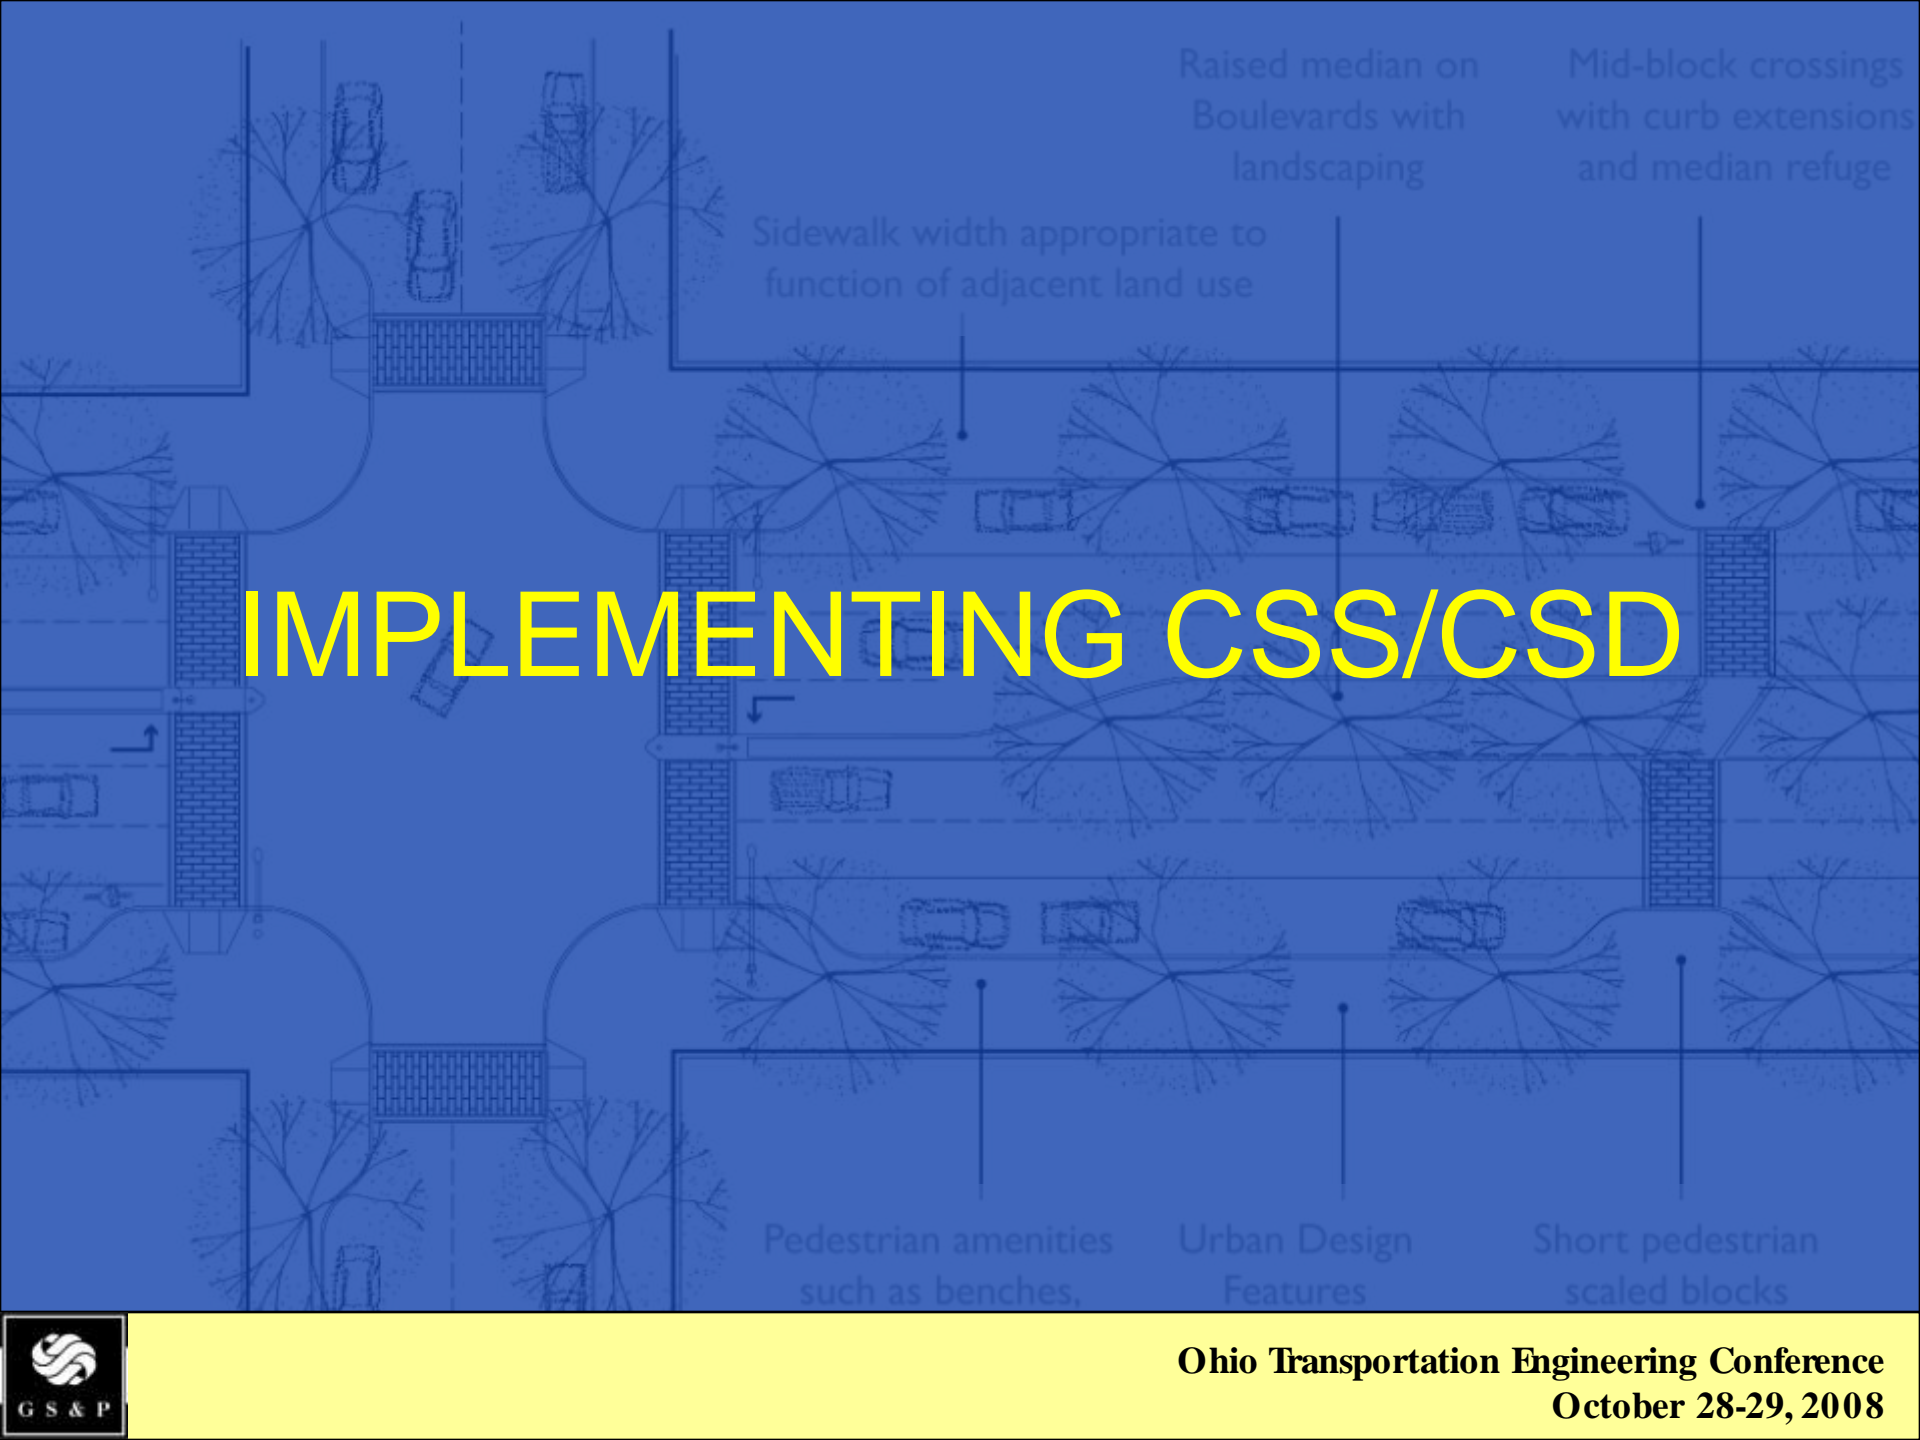 Raised median on
Boulevards with
landscaping
Mid-block crossings
with curb extensions
and median refuge
Sidewalk width appropriate to
function of adjacent land use
IMPLEMENTING CSS/CSD
Pedestrian amenities
such as benches,
Urban Design
Features
Short pedestrian
scaled blocks
GS&P
Ohio Transportation Engineering Conference
October 28-29, 2008